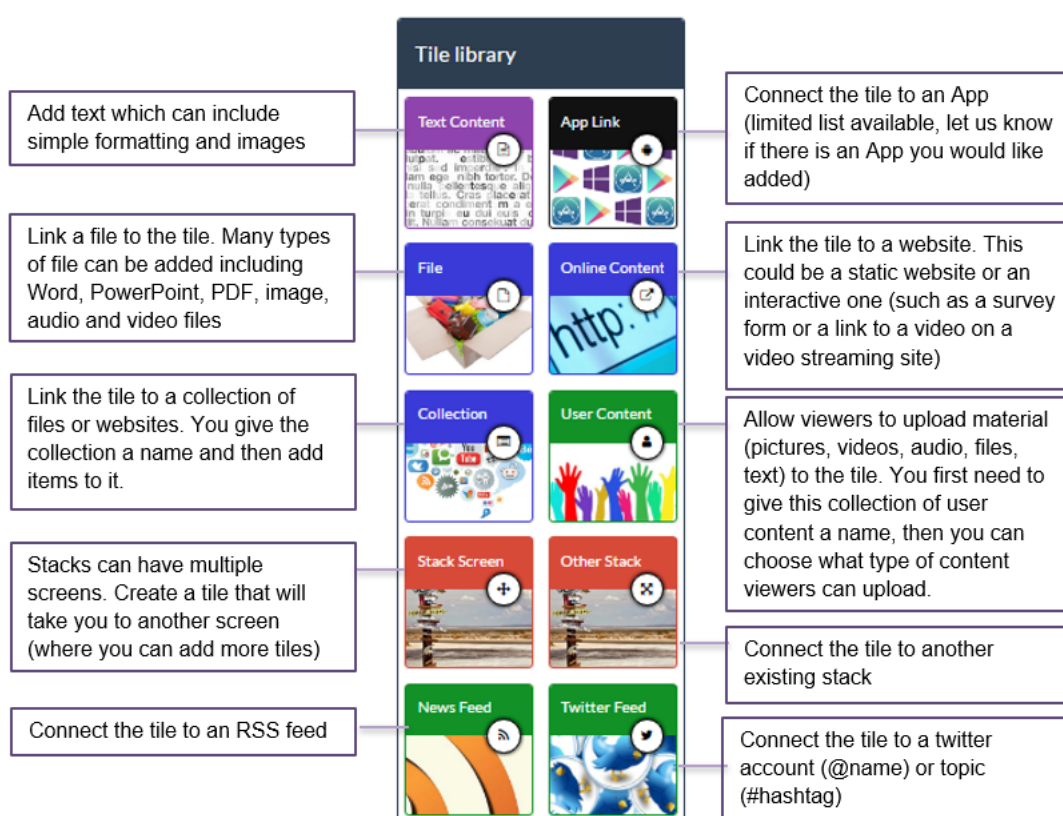 Tile library
Add text which can include
simple formatting and images
Text Content
App Link
Connect the tile to an App
(limited list available, let us know
if there is an App you would like
added)
Link a file to the tile. Many types
of file can be added including
Word, PowerPoint, PDF, image,
audio and video files
File
Online Content
http:
Link the tile to a website. This
could be a static website or an
interactive one (such as a survey
form or a link to a video on a
video streaming site)
Link the tile to a collection of
files or websites. You give the
collection a name and then add
items to it.
Collection
User Content
Allow viewers to upload material
(pictures, videos, audio, files,
text) to the tile. You first need to
give this collection of user
content a name, then you can
choose what type of content
viewers can upload.
Stacks can have multiple
screens. Create a tile that will
take you to another screen
(where you can add more tiles)
Stack Screen
Other Stack
Connect the tile to another
existing stack
Connect the tile to an RSS feed
News Feed
Twitter Feed
Connect the tile to a twitter
account (@name) or topic
(#hashtag)